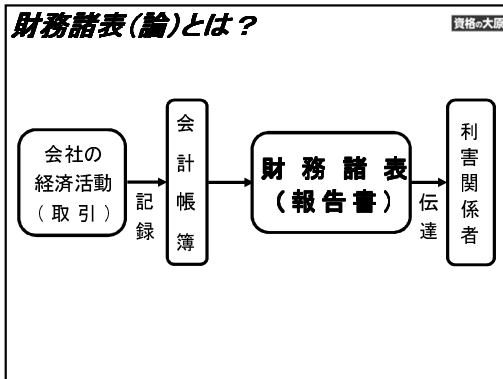 財務諸表(論)とは？
資格の大原
会社の
経済活動
(取引)
記録
会計帳簿
財務諸表
(報告書)
伝達
利害関係者